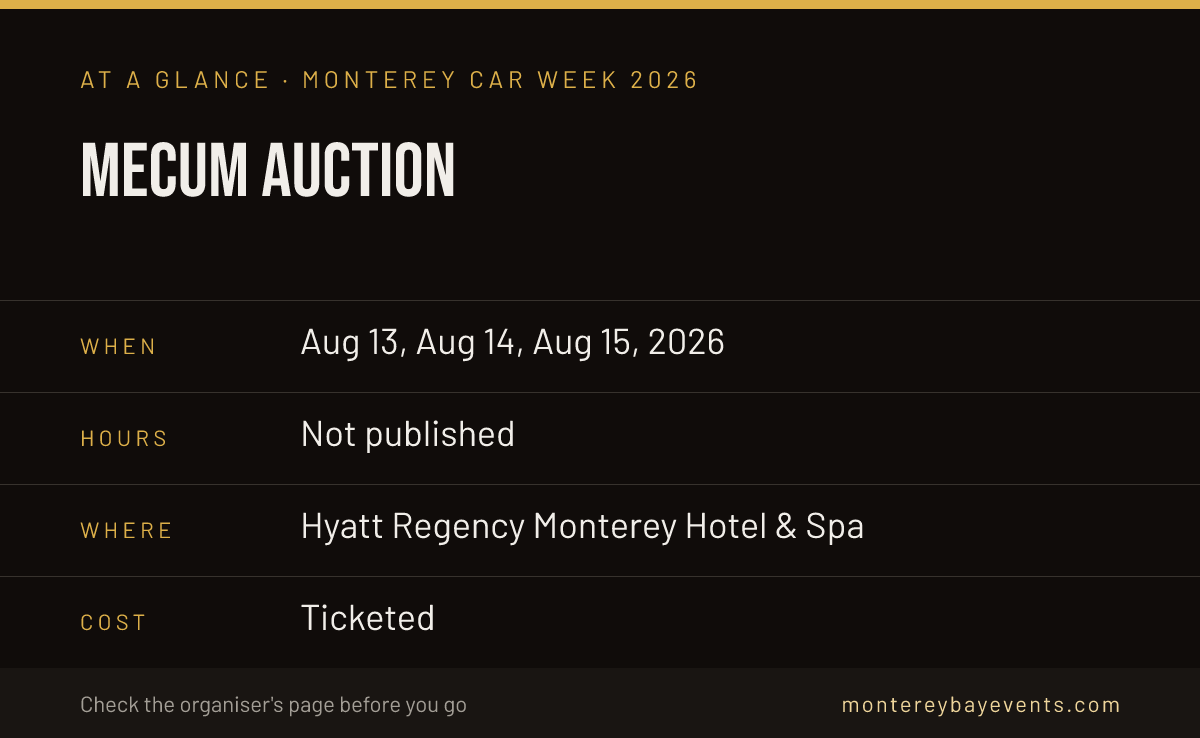 AT A GLANCE · MONTEREY CAR WEEK 2026
MECUM AUCTION
WHEN Aug 13, Aug 14, Aug 15, 2026
HOURS Not published
WHERE Hyatt Regency Monterey Hotel & Spa
COST Ticketed
Check the organiser's page before you go montereybayevents.com